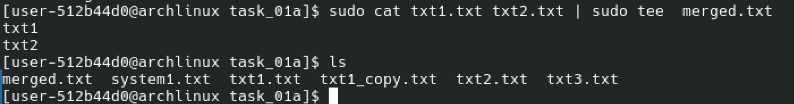 [user-512b44d0@archlinux task_01a]$ sudo cat txt1.txt txt2.txt | sudo tee  merged.txt
txt1
txt2
[user-512b44d0@archlinux task_01a]$ ls
merged.txt  system1.txt  txt1.txt  txt1_copy.txt  txt2.txt  txt3.txt
[user-512b44d0@archlinux task_01a]$